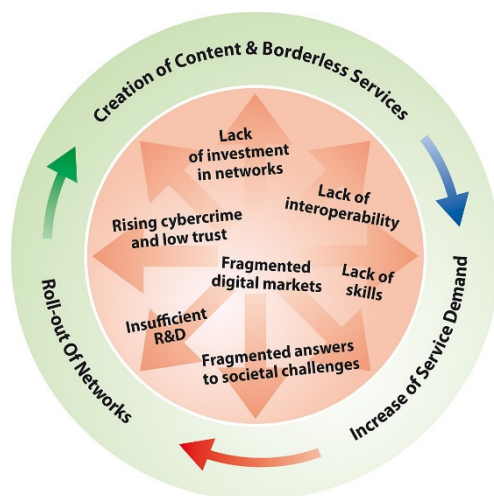 Creation of Content & Borderless Services
Lack
of investment
in networks
Lack of
interoperability
Rising cybercrime
and low trust
Fragmented
digital markets
Lack of
skills
Insufficient
R&D
Fragmented answers
to societal challenges
Increase of Service Demand
Roll-out Of Networks